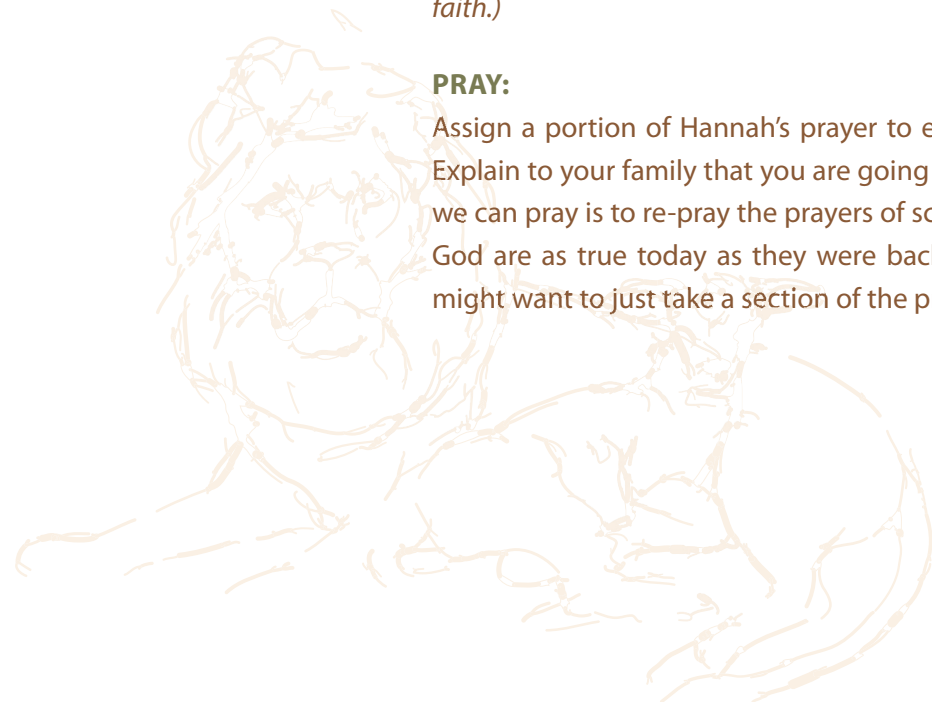 faith.)
PRAY:
Assign a portion of Hannah's prayer to
Explain to your family that you are going
we can pray is to re-pray the prayers of
God are as true today as they were
might want to just take a section of the